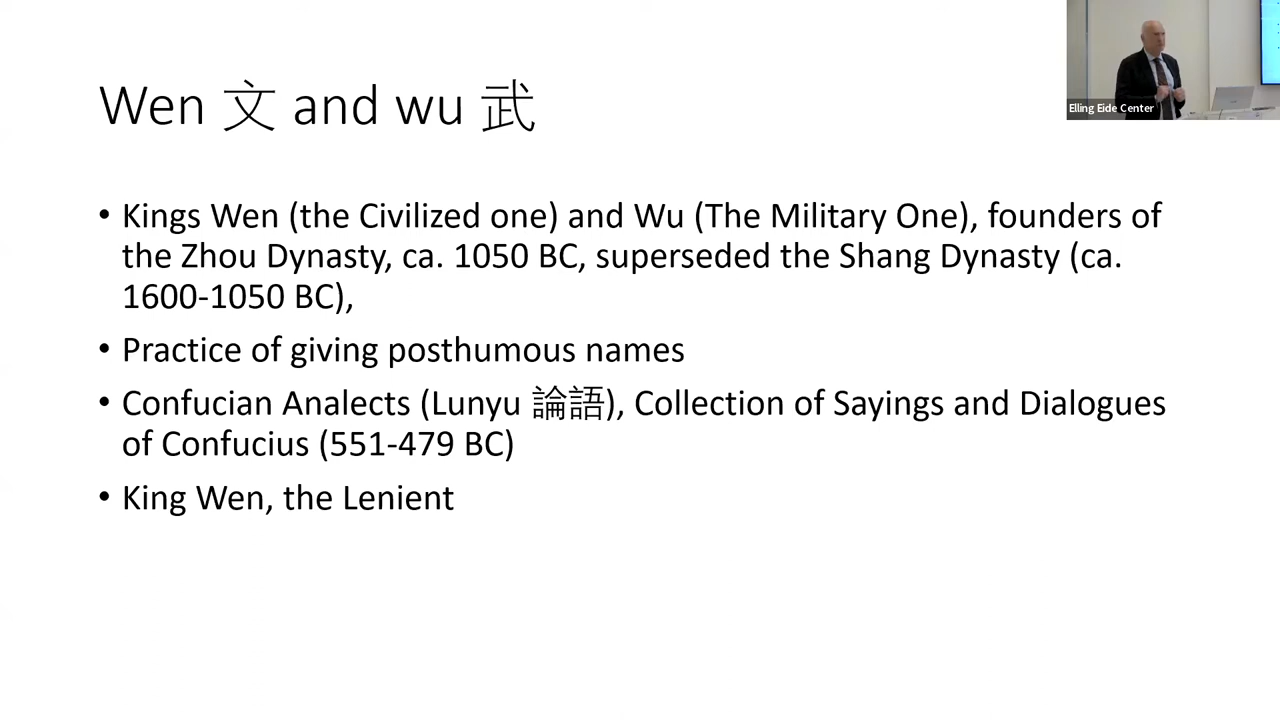 Wen 文 and wu 武
Elling Eide Center
• Kings Wen (the Civilized one) and Wu (The Military One), founders of
the Zhou Dynasty, ca. 1050 BC, superseded the Shang Dynasty (ca.
1600-1050 BC),
• Practice of giving posthumous names
• Confucian Analects (Lunyu 論語), Collection of Sayings and Dialogues
of Confucius (551-479 BC)
• King Wen, the Lenient